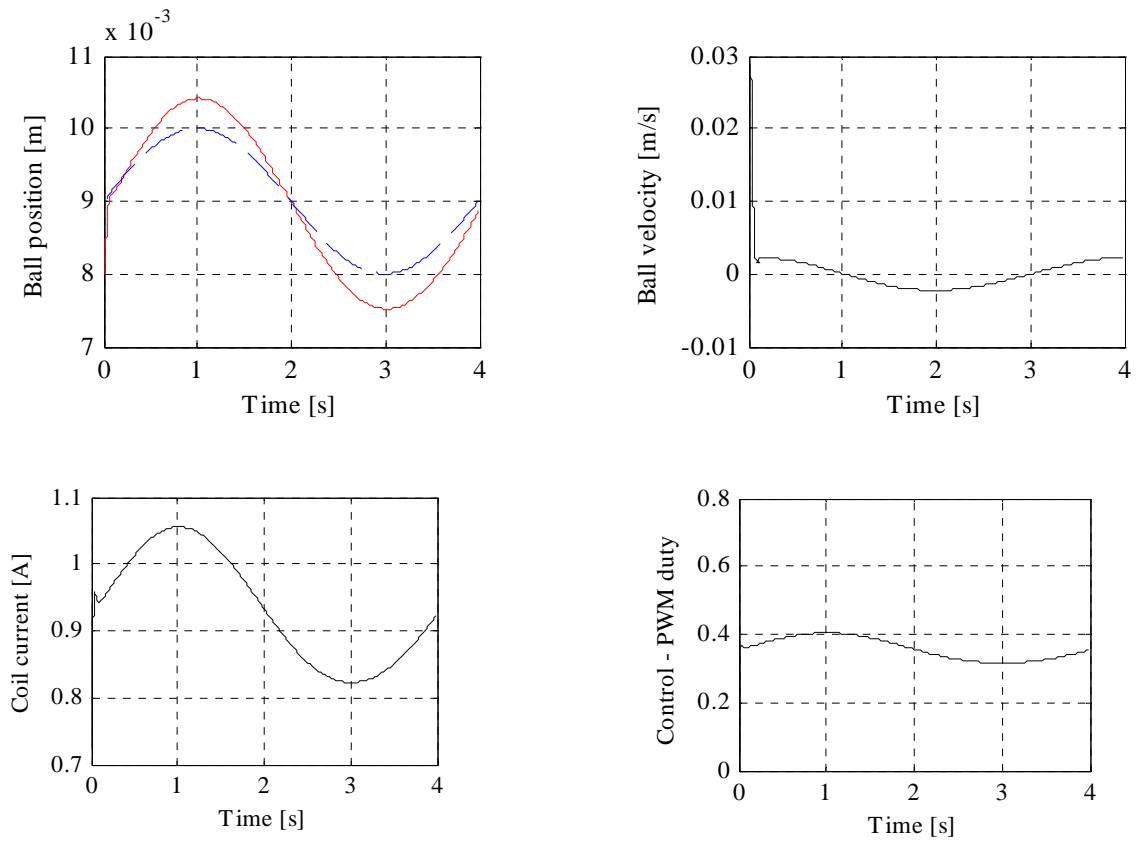 x 10^-3
11
10
9
8
7
Ball position [m]
0 1 2 3 4
Time [s]
0.03
0.02
0.01
0
-0.01
Ball velocity [m/s]
0 1 2 3 4
Time [s]
1.1
1
0.9
0.8
0.7
Coil current [A]
0 1 2 3 4
Time [s]
0.8
0.6
0.4
0.2
0
Control - PWM duty
0 1 2 3 4
Time [s]